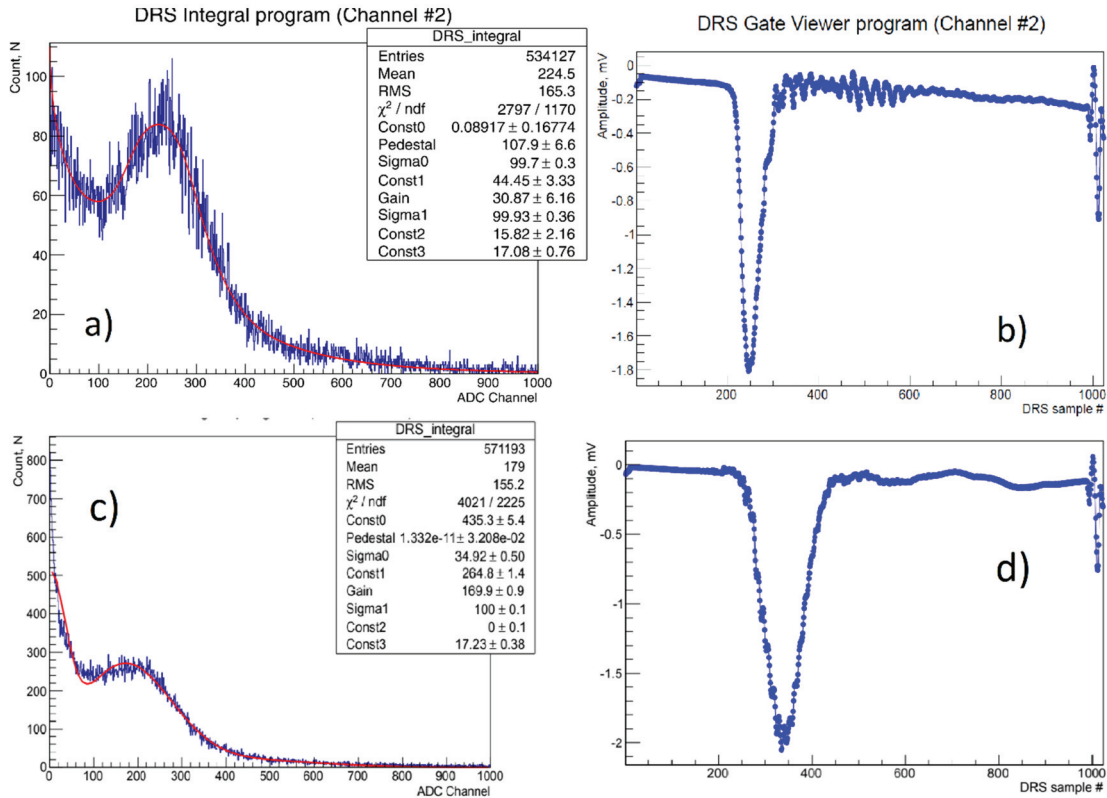 DRS Integral program (Channel #2)
DRS_integral
Entries 534127
Mean 224.5
RMS 165.3
χ² / ndf 2797 / 1170
Const0 0.08917 ± 0.16774
Pedestal 107.9 ± 6.6
Sigma0 99.7 ± 0.3
Const1 44.45 ± 3.33
Gain 30.87 ± 6.16
Sigma1 99.93 ± 0.36
Const2 15.82 ± 2.16
Const3 17.08 ± 0.76
Count, N
100
80
60
40
20
0
a)
0 100 200 300 400 500 600 700 800 900 1000
ADC Channel
DRS Gate Viewer program (Channel #2)
Amplitude, mV
0
-0.2
-0.4
-0.6
-0.8
-1
-1.2
-1.4
-1.6
-1.8
b)
200 400 600 800 1000
DRS sample #
DRS_integral
Entries 571193
Mean 179
RMS 155.2
χ² / ndf 4021 / 2225
Const0 435.3 ± 5.4
Pedestal 1.332e-11± 3.208e-02
Sigma0 34.92 ± 0.50
Const1 264.8 ± 1.4
Gain 169.9 ± 0.9
Sigma1 100 ± 0.1
Const2 0 ± 0.1
Const3 17.23 ± 0.38
Count, N
800
700
600
500
400
300
200
100
0
c)
0 100 200 300 400 500 600 700 800 900 1000
ADC Channel
Amplitude, mV
0
-0.5
-1
-1.5
-2
d)
200 400 600 800 1000
DRS sample #